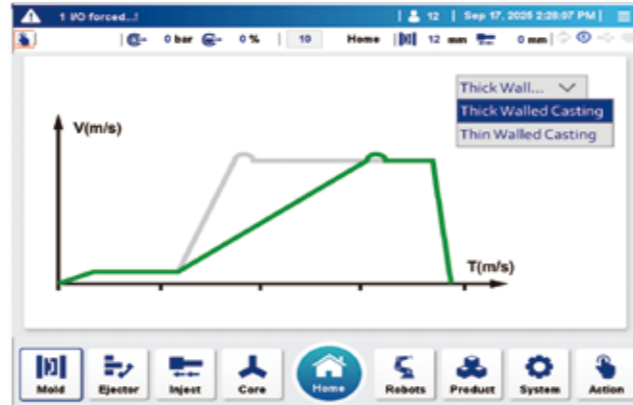 1 I/O forced...! 12 Sep 17, 2025 2:28:07 PM
0 bar 0 % 10 Home 12 mm 0 mm
Thick Wall...
Thick Walled Casting
Thin Walled Casting
V(m/s)
T(m/s)
Mold Ejector Inject Core Home Robots Product System Action